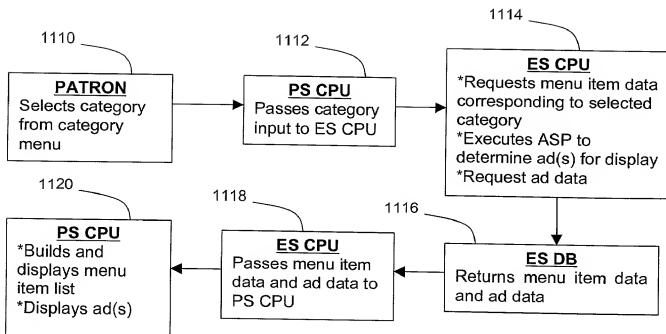 1110
PATRON
Selects category
from category
menu
1112
PS CPU
Passes category
input to ES CPU
1114
ES CPU
*Requests menu item data
corresponding to selected
category
*Executes ASP to
determine ad(s) for display
*Request ad data
1116
ES DB
Returns menu item data
and ad data
1118
ES CPU
Passes menu item
data and ad data to
PS CPU
1120
PS CPU
*Builds and
displays menu
item list
*Displays ad(s)